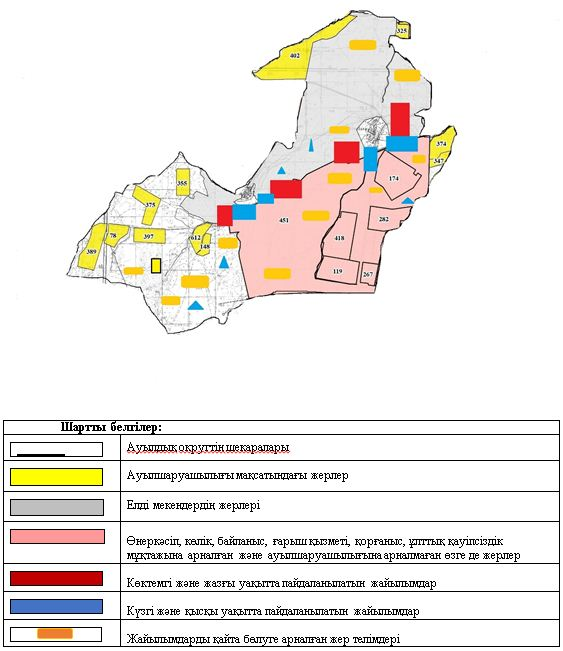 325
402
374
347
174
355
375
451
282
78
397
612
148
418
389
119
267
Шартты белгілер:
Ауылдық округтің шекаралары
Ауылшаруашылығы мақсатындағы жерлер
Елді мекендердің жерлері
Өнеркәсіп, көлік, байланыс, ғарыш қызметі, қорғаныс, ұлттық қауіпсіздік
мұқтажына арналған және ауылшаруашылығына арналмаған өзге де жерлер
Көктемгі және жазғы уақытта пайдаланылатын жайылымдар
Күзгі және қысқы уақытта пайдаланылатын жайылымдар
Жайылымдарды қайта бөлуге арналған жер телімдері